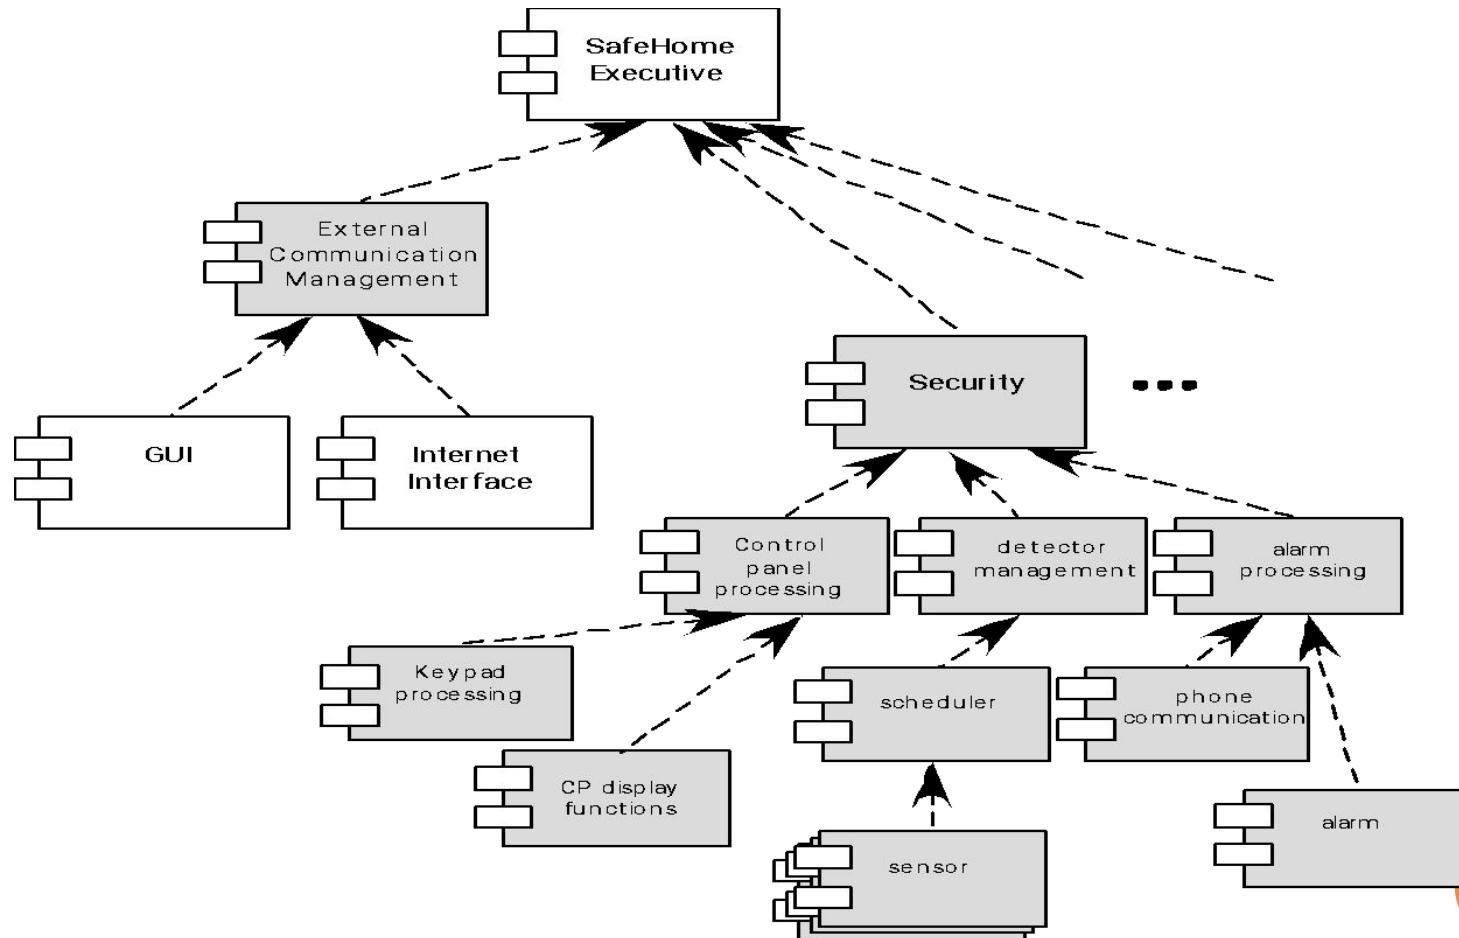 SafeHome
Executive
External
Communication
Management
Security
GUI
Internet
Interface
Control
panel
processing
detector
management
alarm
processing
Keypad
processing
scheduler
phone
communication
CP display
functions
alarm
sensor